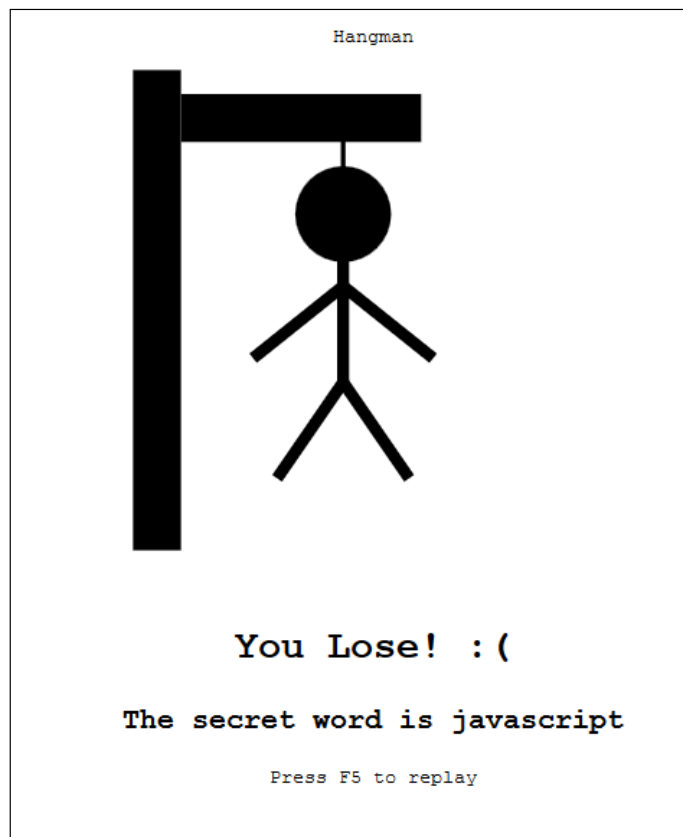 Hangman
You Lose! :(
The secret word is javascript
Press F5 to replay